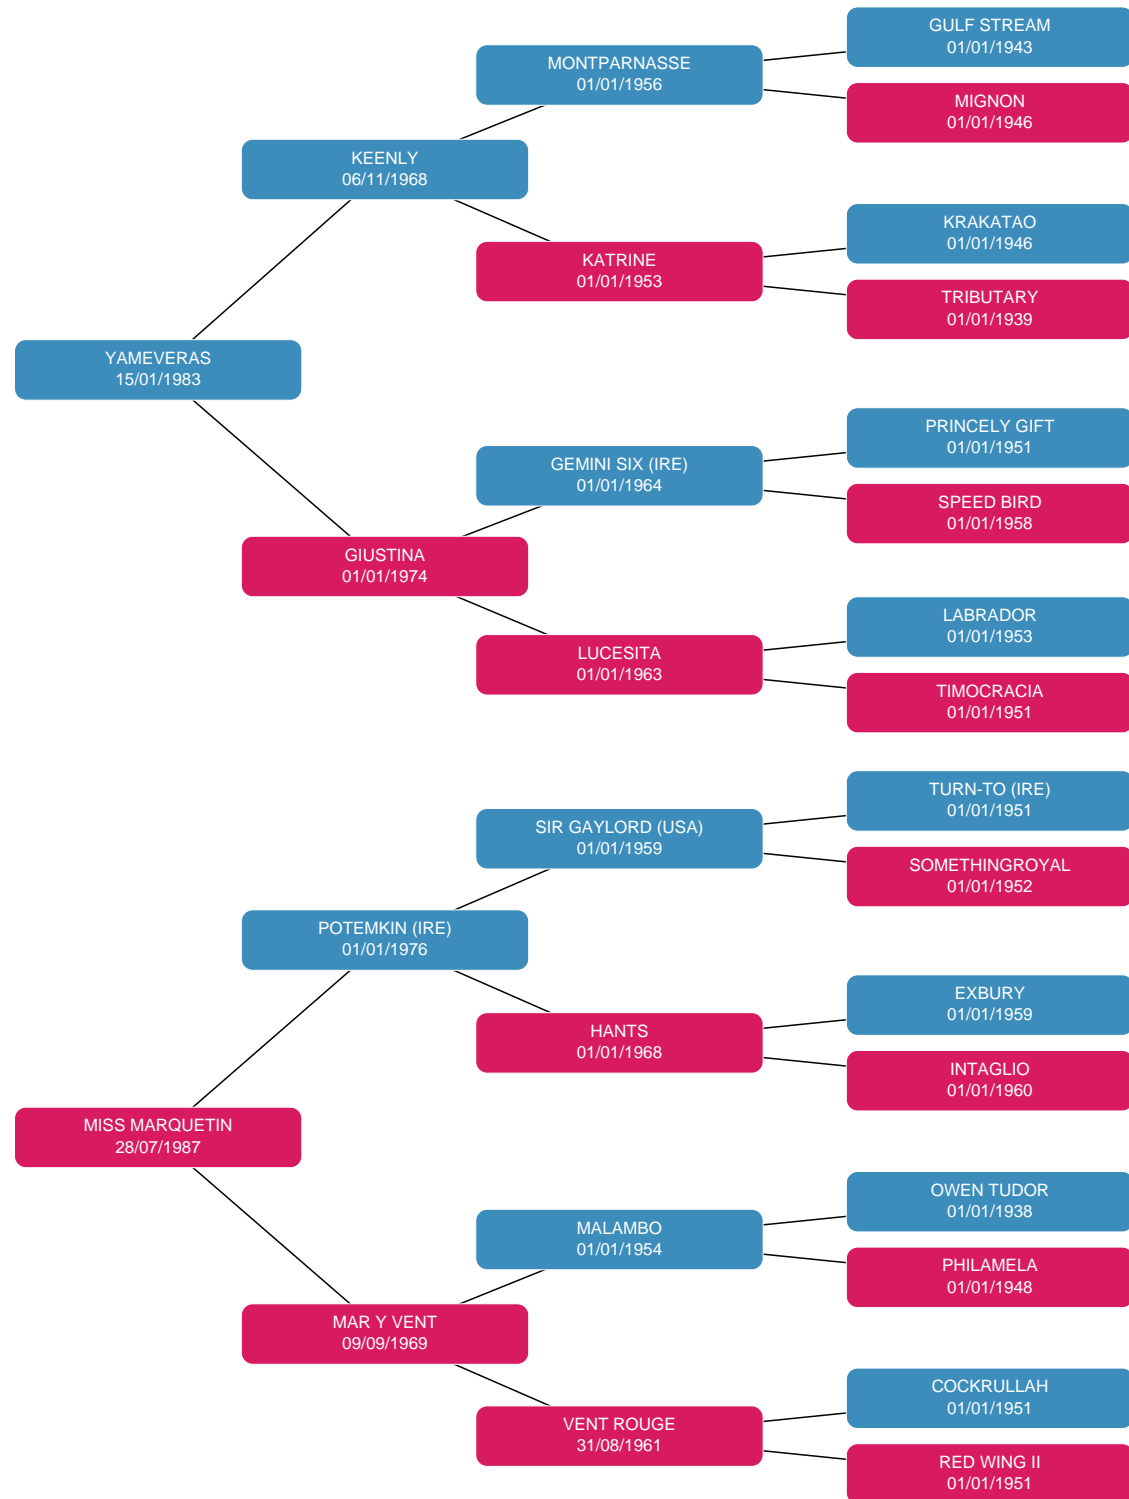 GULF STREAM
01/01/1943
MONTPARNASSE
01/01/1956
MIGNON
01/01/1946
KEENLY
06/11/1968
KRAKATAO
01/01/1946
KATRINE
01/01/1953
TRIBUTARY
01/01/1939
YAMEVERAS
15/01/1983
PRINCELY GIFT
01/01/1951
GEMINI SIX (IRE)
01/01/1964
SPEED BIRD
01/01/1958
GIUSTINA
01/01/1974
LABRADOR
01/01/1953
LUCESITA
01/01/1963
TIMOCRACIA
01/01/1951
TURN-TO (IRE)
01/01/1951
SIR GAYLORD (USA)
01/01/1959
SOMETHINGROYAL
01/01/1952
POTEMKIN (IRE)
01/01/1976
EXBURY
01/01/1959
HANTS
01/01/1968
INTAGLIO
01/01/1960
MISS MARQUETIN
28/07/1987
OWEN TUDOR
01/01/1938
MALAMBO
01/01/1954
PHILAMELA
01/01/1948
MAR Y VENT
09/09/1969
COCKRULLAH
01/01/1951
VENT ROUGE
31/08/1961
RED WING II
01/01/1951